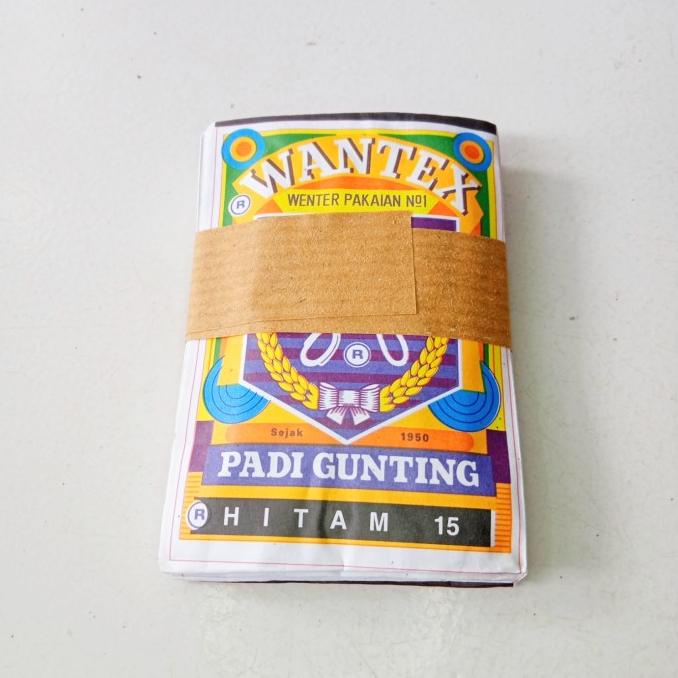 WANTEX
® WENTER PAKAIAN Nº1
®
Sejak 1950
PADI GUNTING
® HITAM 15